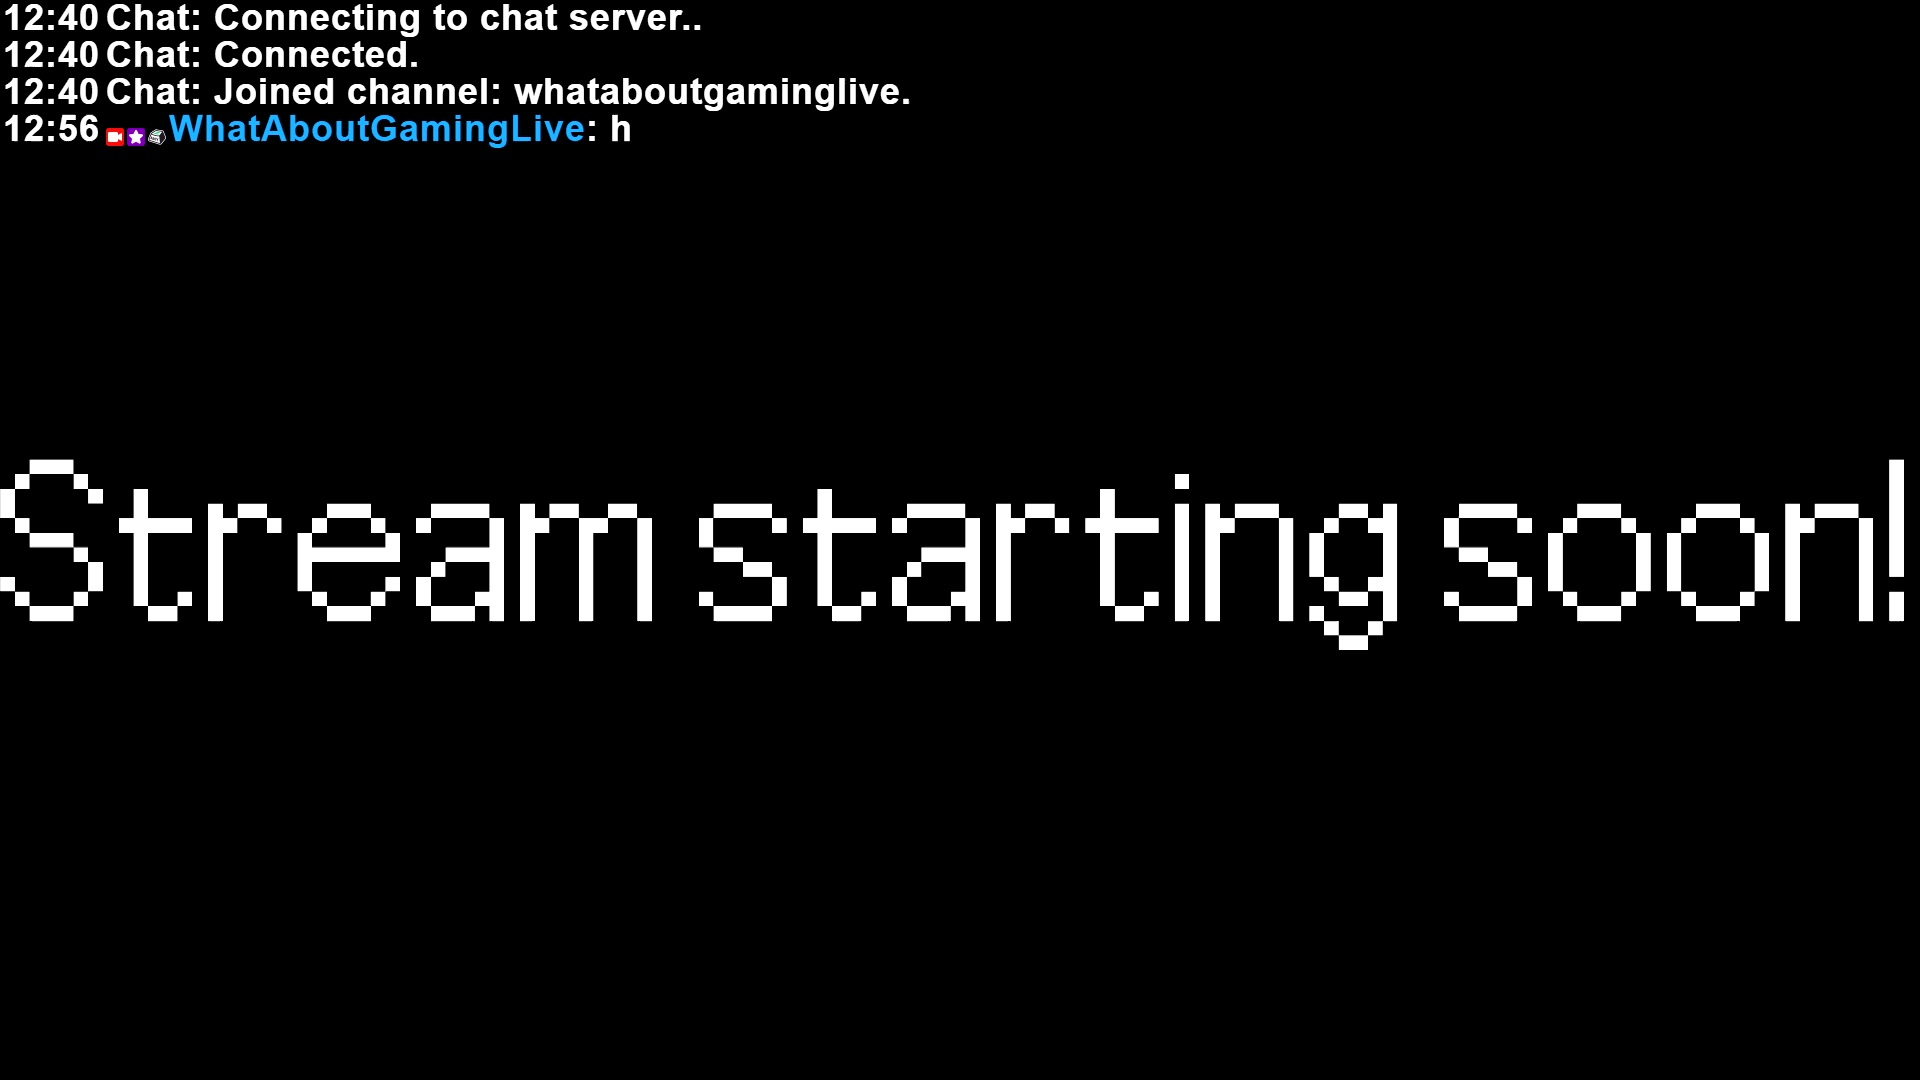 12:40 Chat: Connecting to chat server..
12:40 Chat: Connected.
12:40 Chat: Joined channel: whataboutgaminglive.
12:56 WhatAboutGamingLive: h
Stream starting soon!